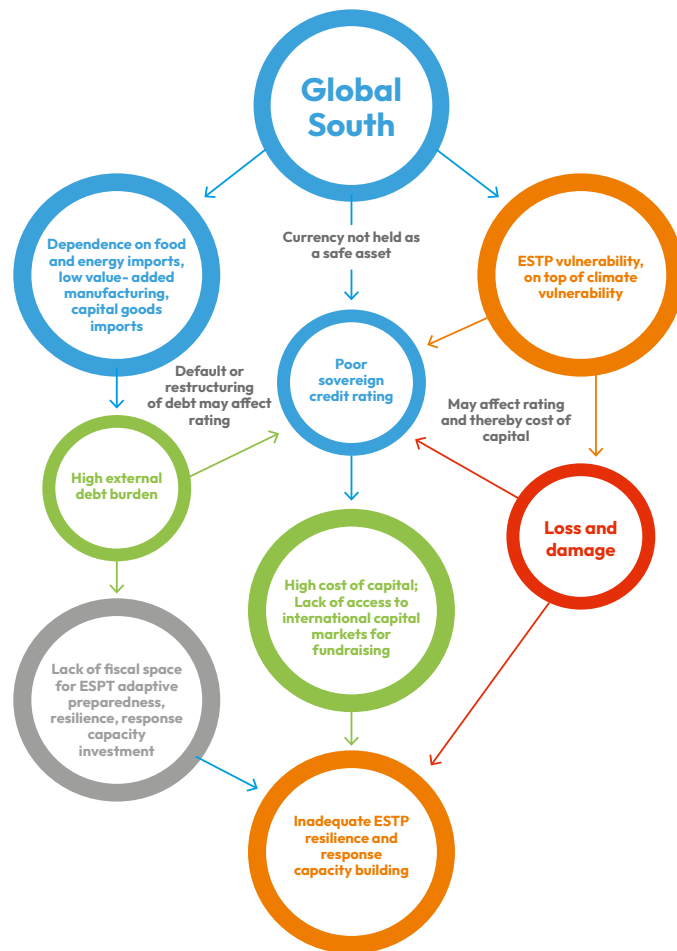 Global
South
Dependence on food
and energy imports,
low value- added
manufacturing,
capital goods
imports
Currency not held as
a safe asset
ESTP vulnerability,
on top of climate
vulnerability
Default or
restructuring
of debt may affect
rating
Poor
sovereign
credit rating
May affect rating
and thereby cost of
capital
High external
debt burden
Loss and
damage
High cost of capital;
Lack of access to
international capital
markets for
fundraising
Lack of fiscal space
for ESPT adaptive
preparedness,
resilience, response
capacity
investment
Inadequate ESTP
resilience and
response
capacity building